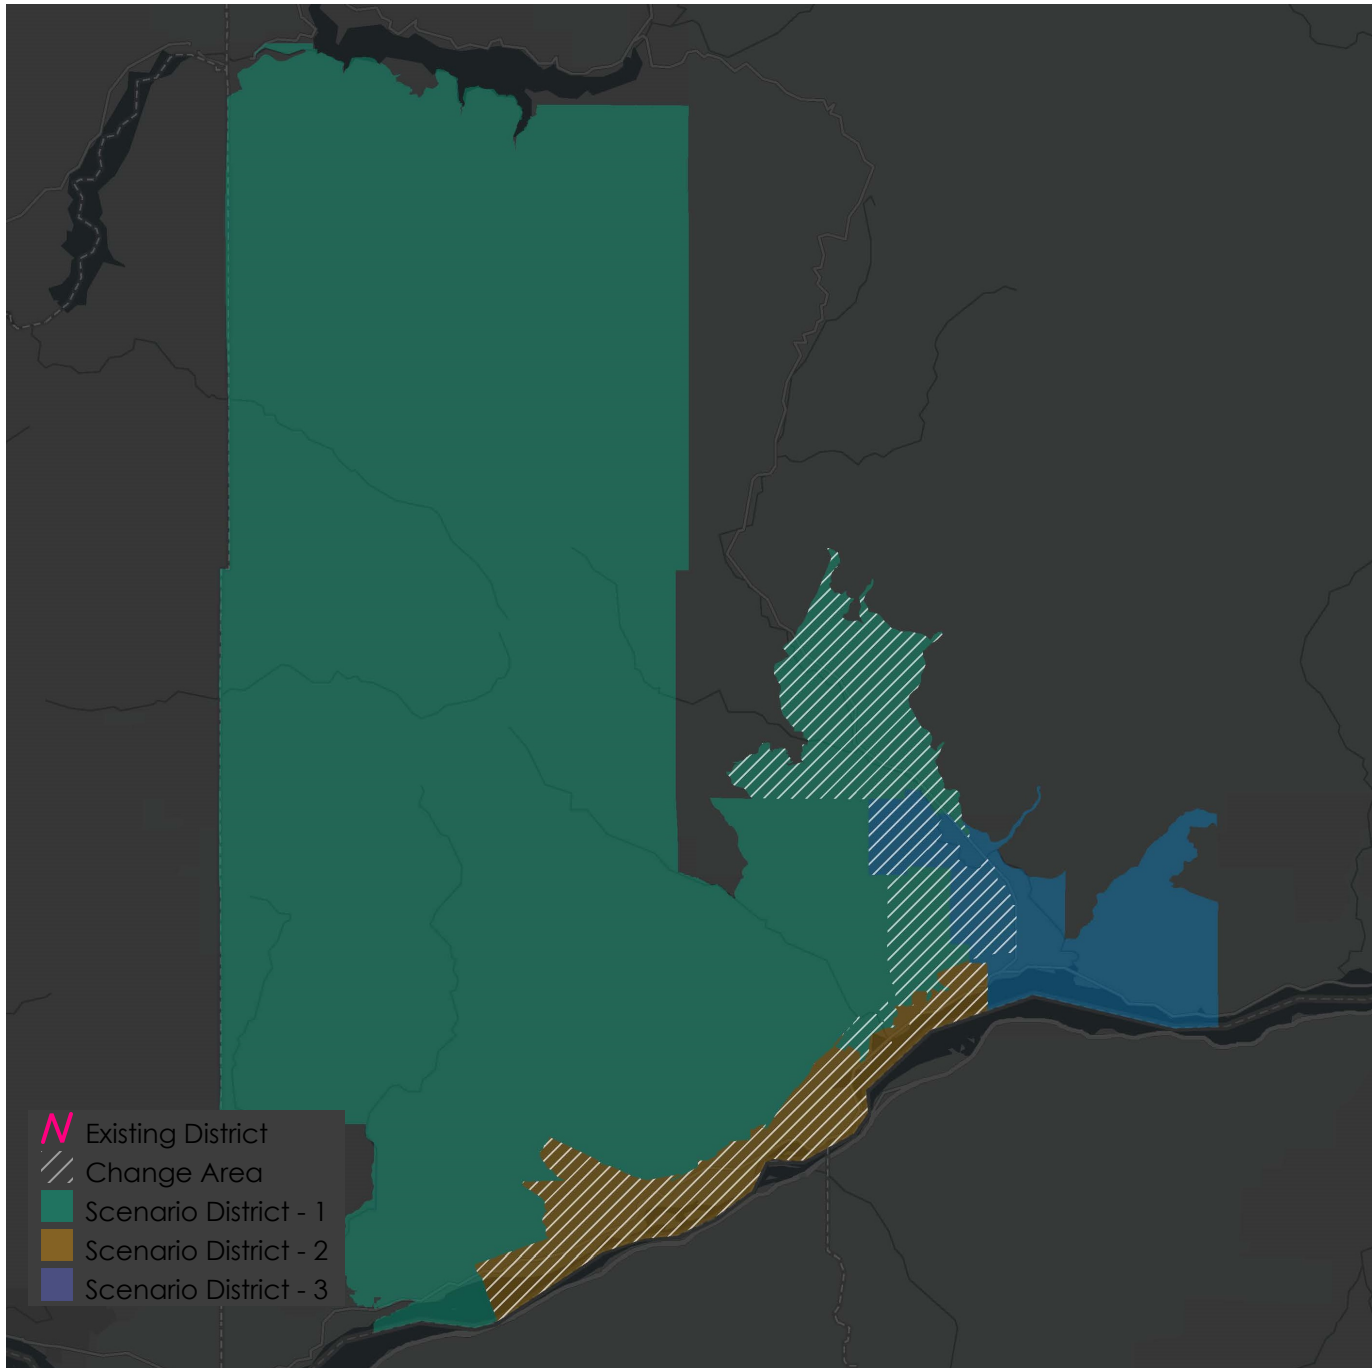 Existing District
Change Area
Scenario District - 1
Scenario District - 2
Scenario District - 3